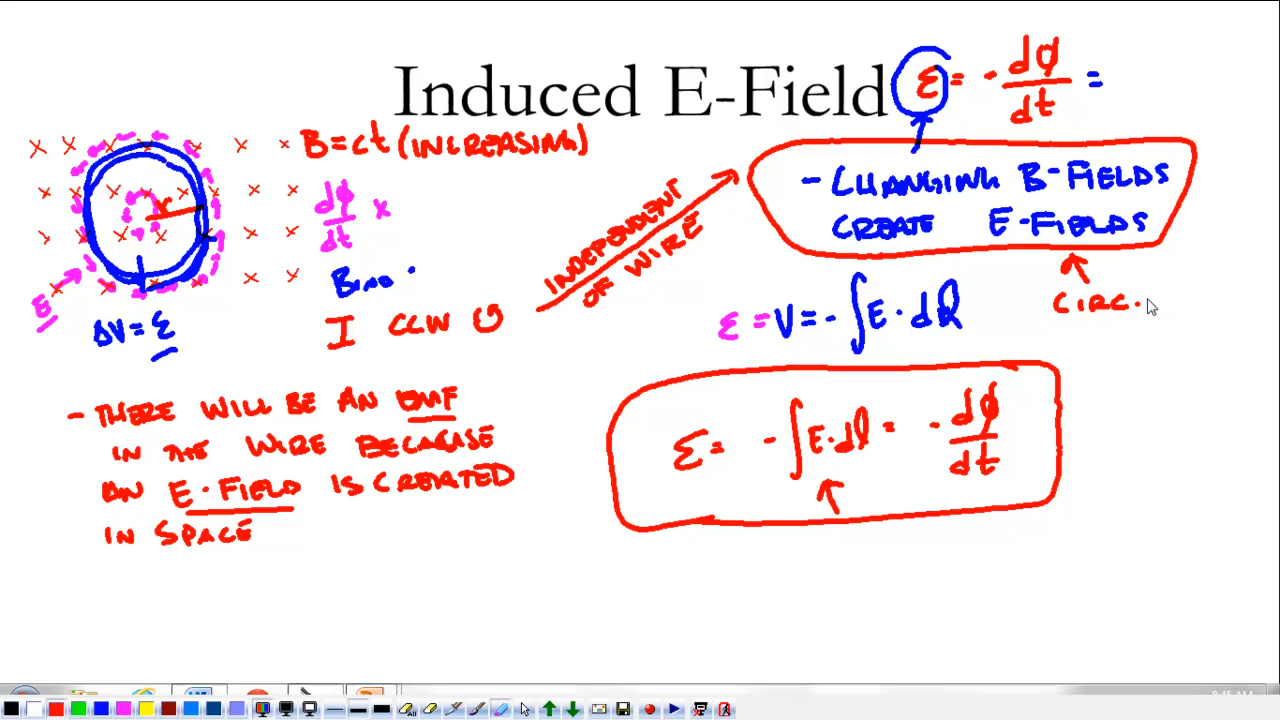 Induced E-Field
ε = - dφ/dt =
B = ct (INCREASING)
dφ/dt x
B IND ·
I CCW
E
r
ΔV = ε
INDEPENDENT
OF WIRE
- CHANGING B-FIELDS
CREATE E-FIELDS
CIRC.
ε = V = - ∫E · dl
ε = - ∫E · dl = - dφ/dt
- THERE WILL BE AN EMF
IN THE WIRE BECAUSE
AN E-FIELD IS CREATED
IN SPACE